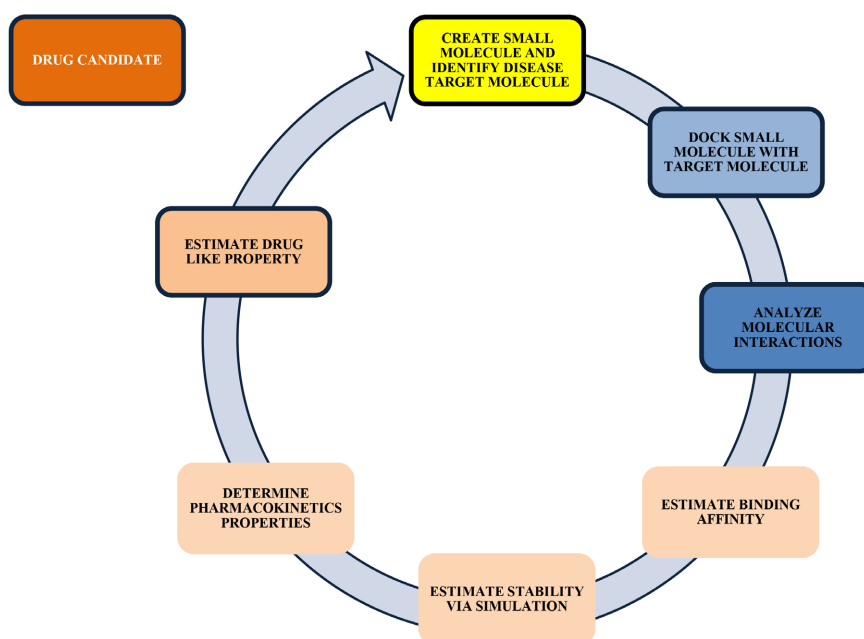 DRUG CANDIDATE
CREATE SMALL
MOLECULE AND
IDENTIFY DISEASE
TARGET MOLECULE
DOCK SMALL
MOLECULE WITH
TARGET MOLECULE
ANALYZE
MOLECULAR
INTERACTIONS
ESTIMATE BINDING
AFFINITY
ESTIMATE STABILITY
VIA SIMULATION
DETERMINE
PHARMACOKINETICS
PROPERTIES
ESTIMATE DRUG
LIKE PROPERTY